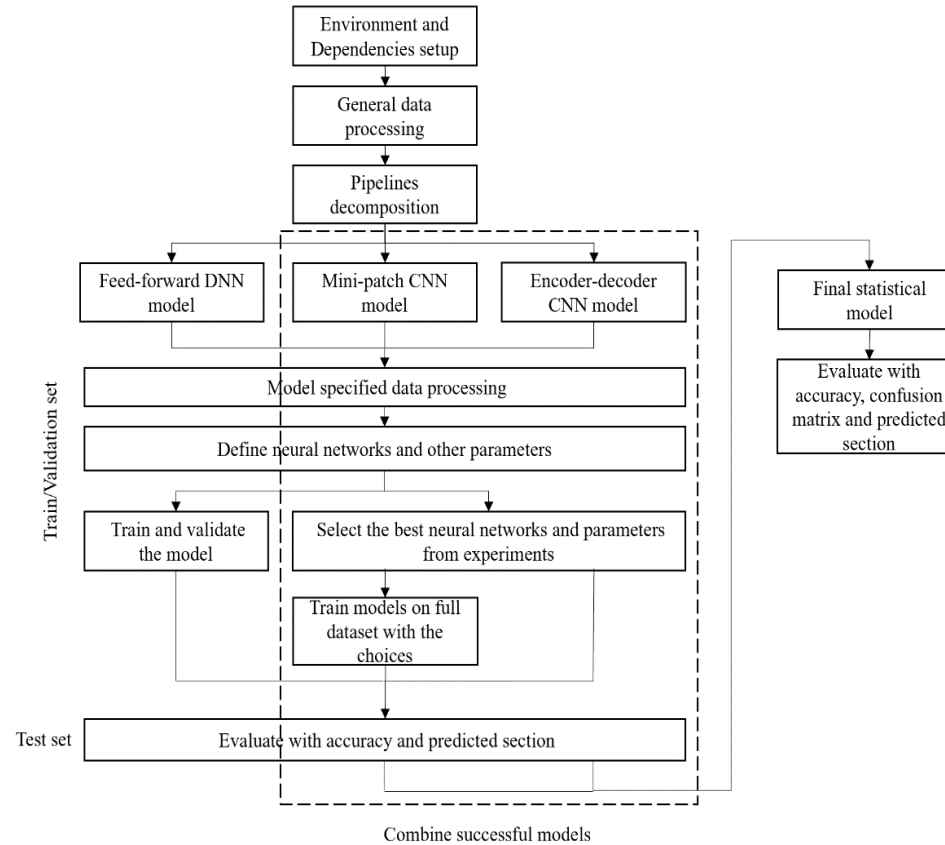 Environment and
Dependencies setup
General data
processing
Pipelines
decomposition
Feed-forward DNN
model
Mini-patch CNN
model
Encoder-decoder
CNN model
Final statistical
model
Evaluate with
accuracy, confusion
matrix and predicted
section
Train/Validation set
Model specified data processing
Define neural networks and other parameters
Train and validate
the model
Select the best neural networks and parameters
from experiments
Train models on full
dataset with the
choices
Test set
Evaluate with accuracy and predicted section
Combine successful models